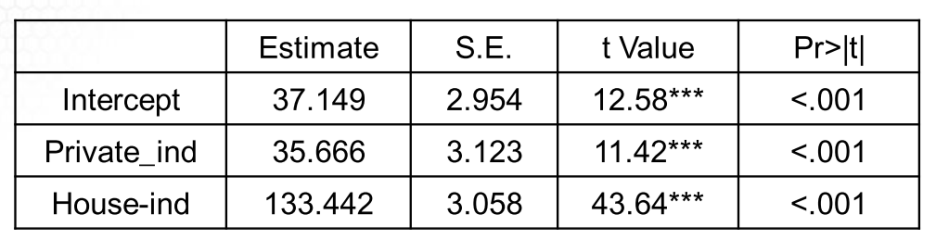 Estimate S.E. t Value Pr>|t|
Intercept 37.149 2.954 12.58*** <.001
Private_ind 35.666 3.123 11.42*** <.001
House-ind 133.442 3.058 43.64*** <.001